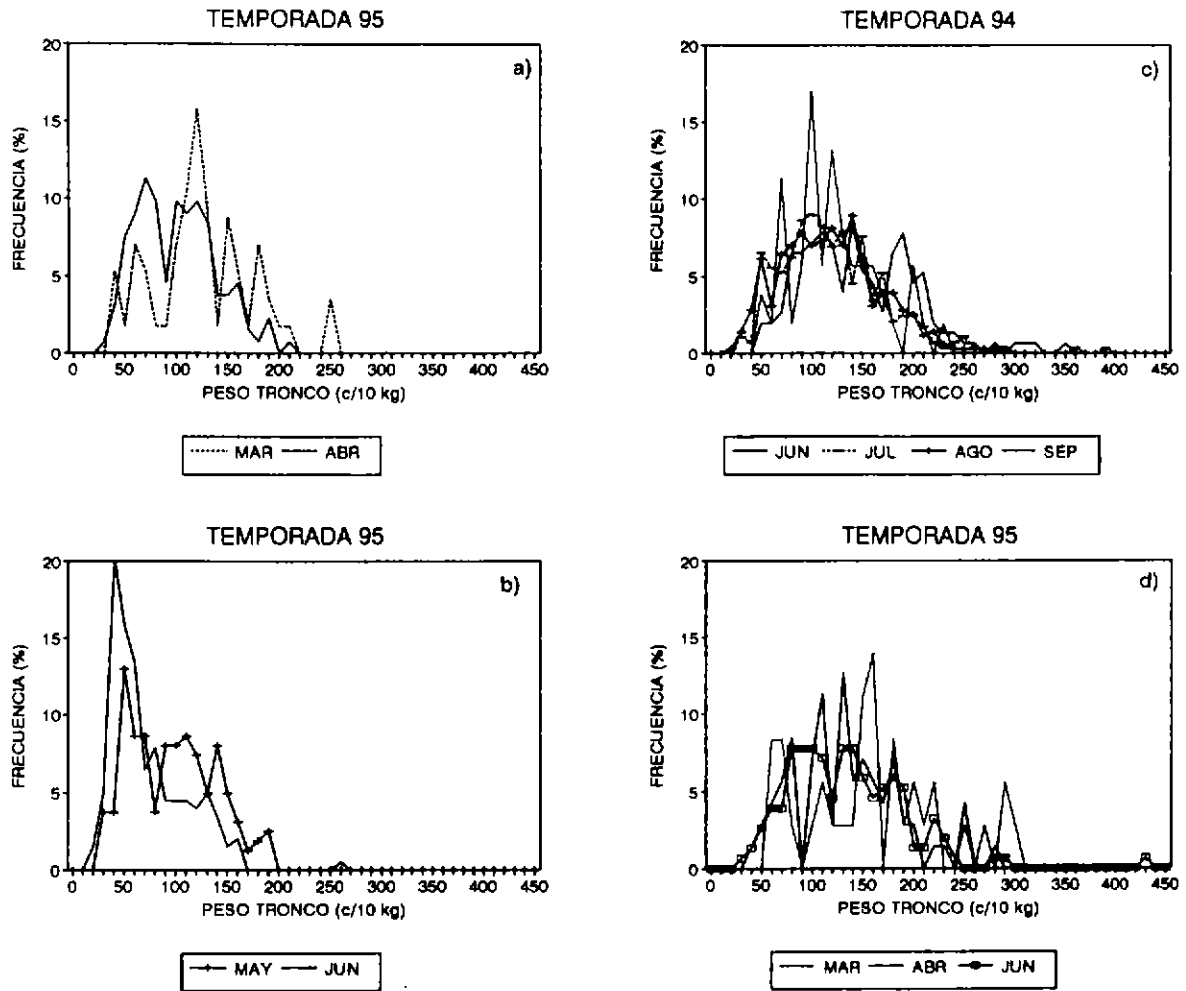 TEMPORADA 95
a)
FRECUENCIA (%)
20
15
10
5
0
0 50 100 150 200 250 300 350 400 450
PESO TRONCO (c/10 kg)
MAR ABR
TEMPORADA 94
c)
FRECUENCIA (%)
20
15
10
5
0
0 50 100 150 200 250 300 350 400 450
PESO TRONCO (c/10 kg)
JUN JUL AGO SEP
TEMPORADA 95
b)
FRECUENCIA (%)
20
15
10
5
0
0 50 100 150 200 250 300 350 400 450
PESO TRONCO (c/10 kg)
MAY JUN
TEMPORADA 95
d)
FRECUENCIA (%)
20
15
10
5
0
0 50 100 150 200 250 300 350 400 450
PESO TRONCO (c/10 kg)
MAR ABR JUN